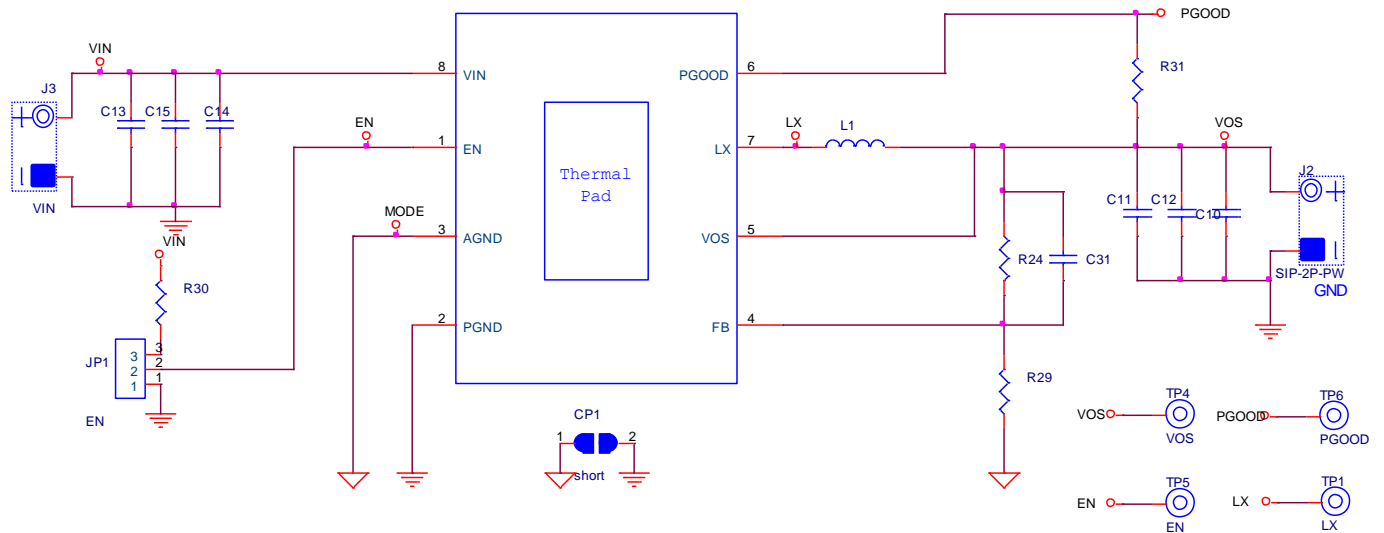 PGOOD
VIN
8
VIN
PGOOD
6
R31
J3
C13
C15
C14
EN
LX
L1
VOS
1
EN
LX
7
Thermal
Pad
J2
VIN
MODE
C11
C12
C10
3
AGND
VOS
5
VIN
R24
C31
SIP-2P-PW
GND
R30
2
PGND
FB
4
JP1
3
3
2
2
1
1
R29
EN
CP1
1
2
short
VOS
TP4
VOS
PGOOD
TP6
PGOOD
EN
TP5
EN
LX
TP1
LX